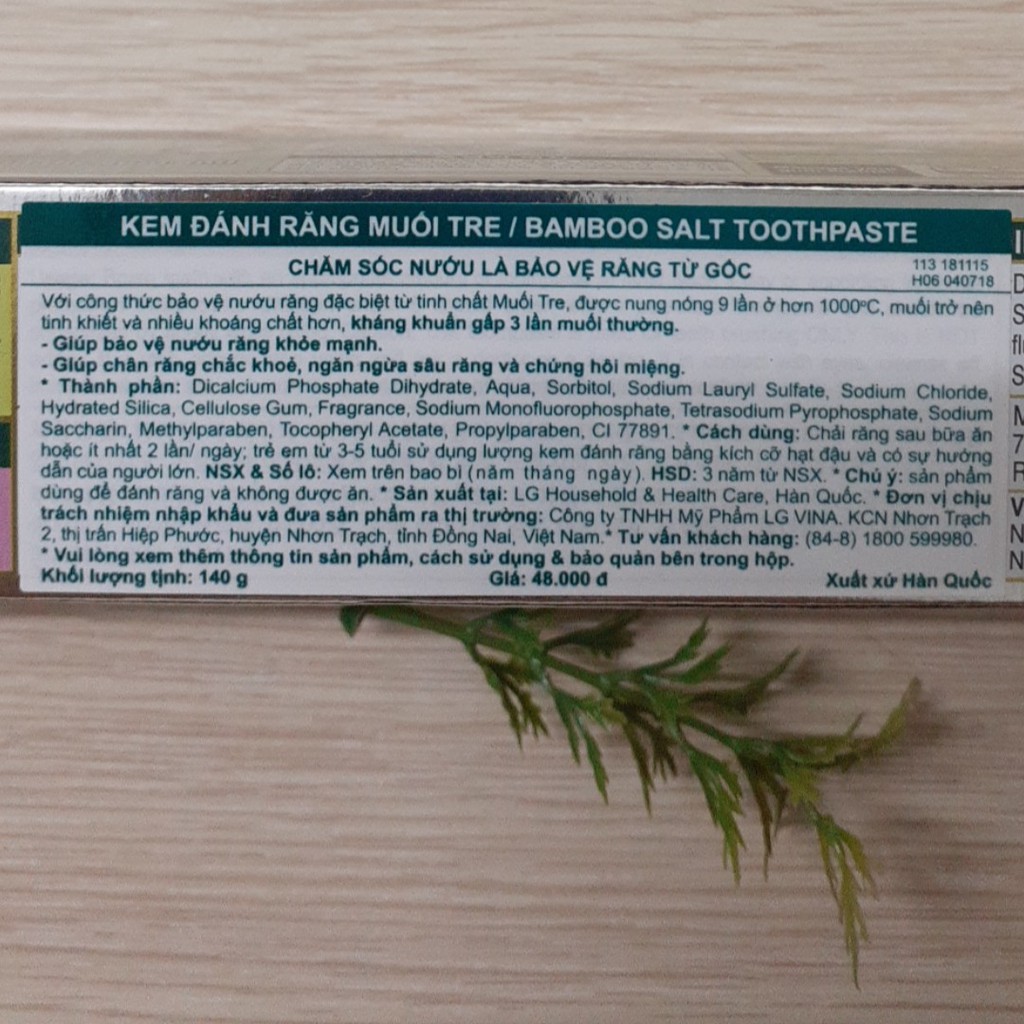 KEM ĐÁNH RĂNG MUỐI TRE / BAMBOO SALT TOOTHPASTE
CHĂM SÓC NƯỚU LÀ BẢO VỆ RĂNG TỪ GỐC
113 181115
H06 040718
Với công thức bảo vệ nướu răng đặc biệt từ tinh chất Muối Tre, được nung nóng 9 lần ở hơn 1000°C, muối trở nên
tinh khiết và nhiều khoáng chất hơn, kháng khuẩn gấp 3 lần muối thường.
- Giúp bảo vệ nướu răng khỏe mạnh.
- Giúp chân răng chắc khoẻ, ngăn ngừa sâu răng và chứng hôi miệng.
* Thành phần: Dicalcium Phosphate Dihydrate, Aqua, Sorbitol, Sodium Lauryl Sulfate, Sodium Chloride,
Hydrated Silica, Cellulose Gum, Fragrance, Sodium Monofluorophosphate, Tetrasodium Pyrophosphate, Sodium
Saccharin, Methylparaben, Tocopheryl Acetate, Propylparaben, CI 77891. * Cách dùng: Chải răng sau bữa ăn
hoặc ít nhất 2 lần/ ngày; trẻ em từ 3-5 tuổi sử dụng lượng kem đánh răng bằng kích cỡ hạt đậu và có sự hướng
dẫn của người lớn. NSX & Số lô: Xem trên bao bì (năm tháng ngày). HSD: 3 năm từ NSX. * Chú ý: sản phẩm
dùng để đánh răng và không được ăn. * Sản xuất tại: LG Household & Health Care, Hàn Quốc. * Đơn vị chịu
trách nhiệm nhập khẩu và đưa sản phẩm ra thị trường: Công ty TNHH Mỹ Phẩm LG VINA. KCN Nhơn Trạch
2, thị trấn Hiệp Phước, huyện Nhơn Trạch, tỉnh Đồng Nai, Việt Nam.* Tư vấn khách hàng: (84-8) 1800 599980.
* Vui lòng xem thêm thông tin sản phẩm, cách sử dụng & bảo quản bên trong hộp.
Khối lượng tịnh: 140 g Giá: 48.000 đ Xuất xứ Hàn Quốc